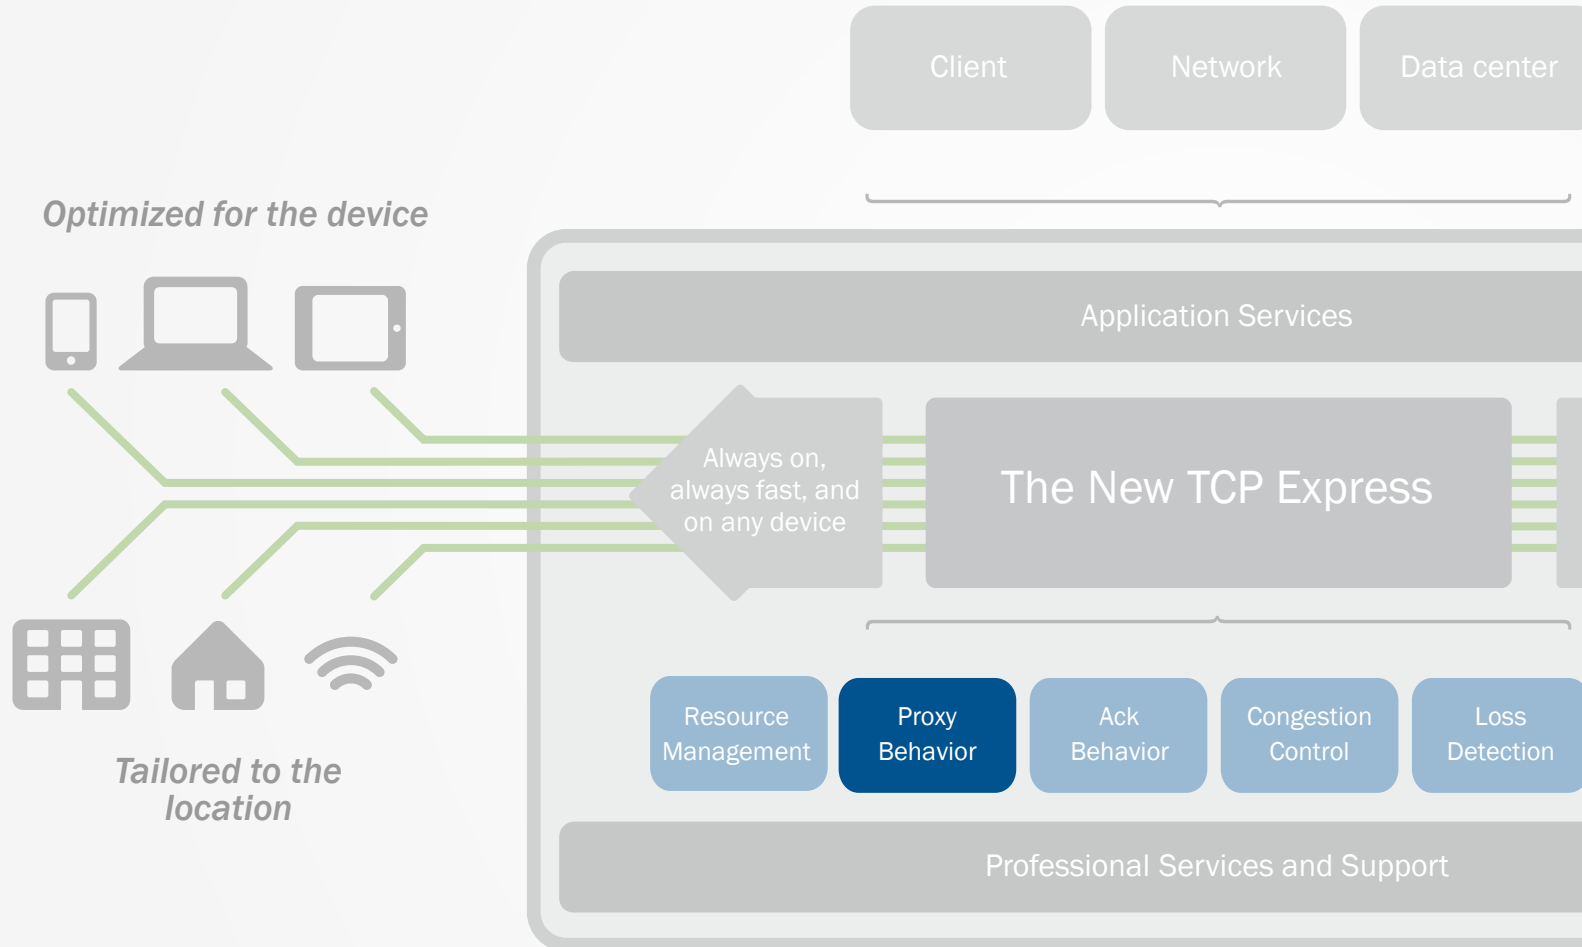 Client
Network
Data center
Optimized for the device
Application Services
Always on,
always fast, and
on any device
The New TCP Express
Resource
Management
Proxy
Behavior
Ack
Behavior
Congestion
Control
Loss
Detection
Tailored to the
location
Professional Services and Support